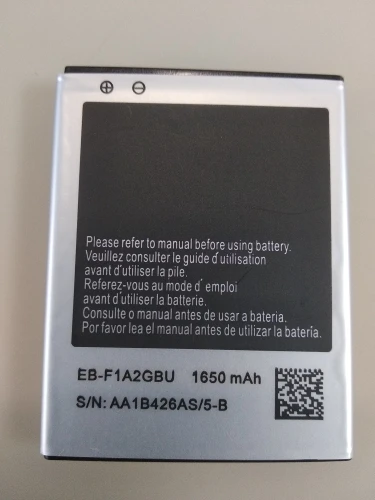 ⊕ ⊖
Please refer to manual before using battery.
Veuillez consulter le guide d'utilisation
avant d'utiliser la pile.
Referez-vous au mode d' emploi
avant d'utiliser la batterie.
Consulte o manual antes de usar a bateria.
Por favor lea el manual antes de utilizar la batería.
EB-F1A2GBU 1650 mAh
S/N: AA1B426AS/5-B